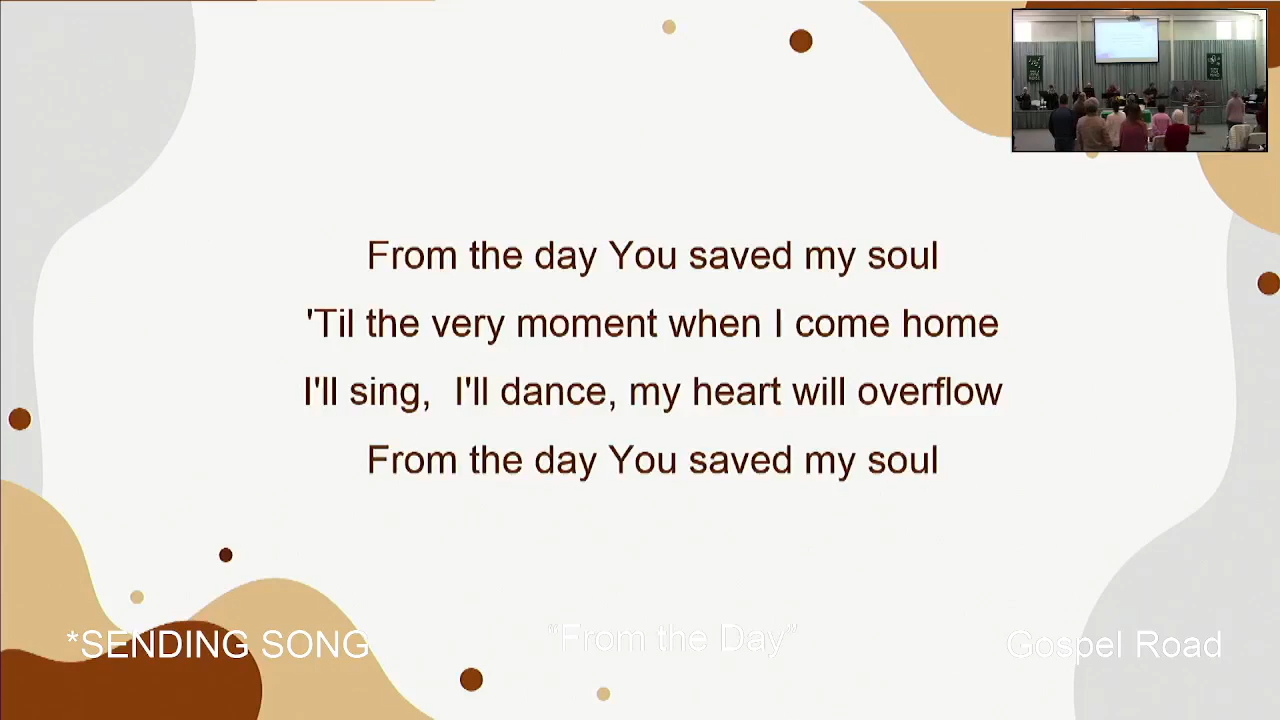 From the day You saved my soul
'Til the very moment when I come home
I'll sing,  I'll dance, my heart will overflow
From the day You saved my soul
*SENDING SONG
“From the Day”
Gospel Road